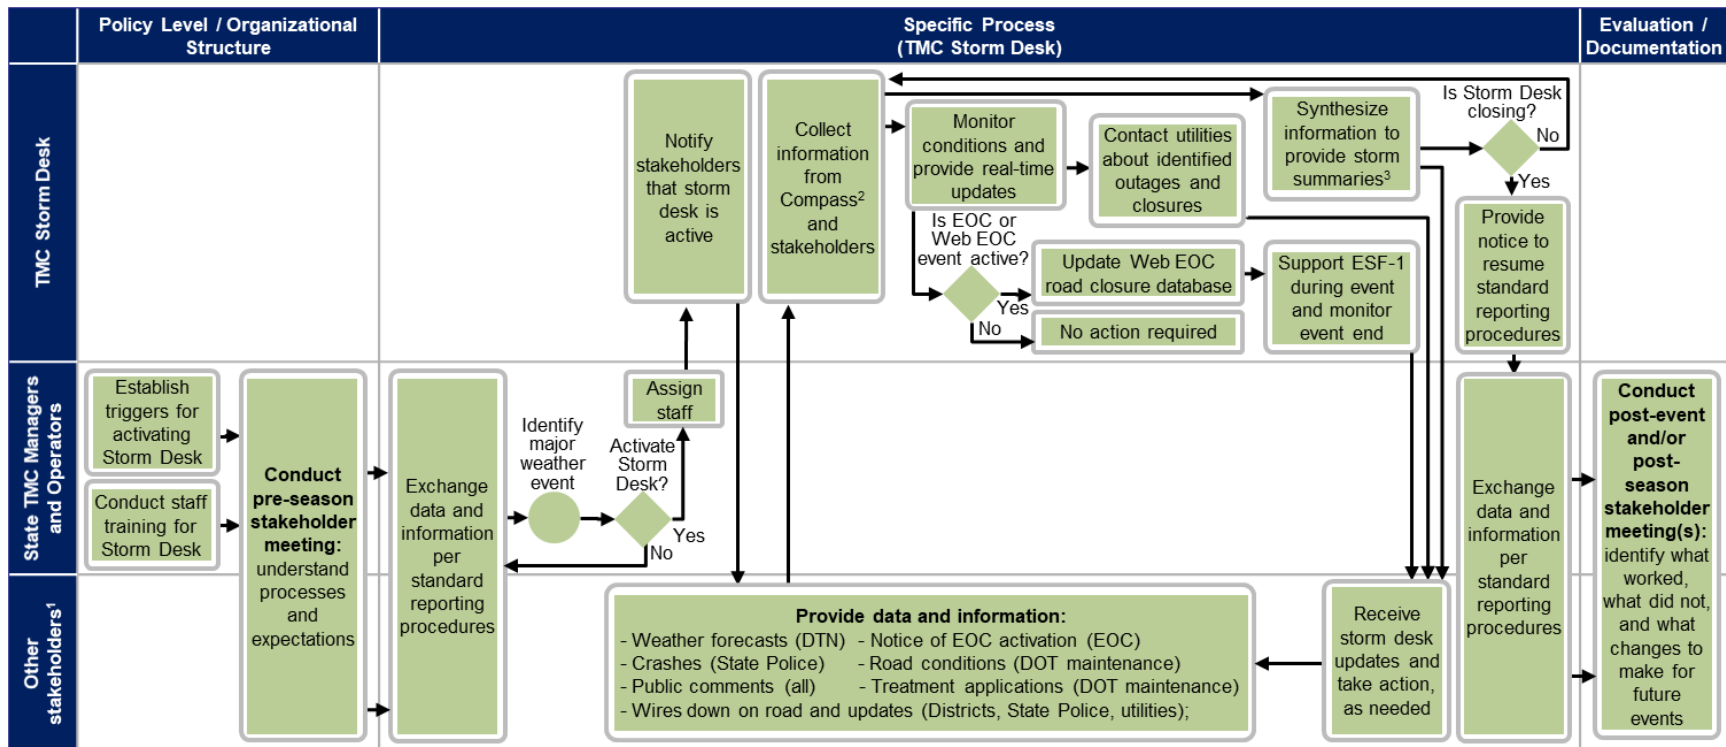 Policy Level / Organizational
Structure
Specific Process
(TMC Storm Desk)
Evaluation /
Documentation
TMC Storm Desk
Notify
stakeholders
that storm
desk is
active
Collect
information
from
Compass²
and
stakeholders
Monitor
conditions and
provide real-time
updates
Contact utilities
about identified
outages and
closures
Synthesize
information to
provide storm
summaries³
Is Storm Desk
closing?
No
Yes
Provide
notice to
resume
standard
reporting
procedures
Is EOC or
Web EOC
event active?
Yes
No
Update Web EOC
road closure database
No action required
Support ESF-1
during event
and monitor
event end
State TMC Managers
and Operators
Establish
triggers for
activating
Storm Desk
Conduct staff
training for
Storm Desk
Conduct
pre-season
stakeholder
meeting:
understand
processes
and
expectations
Exchange
data and
information
per
standard
reporting
procedures
Identify
major
weather
event
Activate
Storm
Desk?
Yes
No
Assign
staff
Exchange
data and
information
per
standard
reporting
procedures
Conduct
post-event
and/or
post-
season
stakeholder
meeting(s):
identify what
worked,
what did not,
and what
changes to
make for
future
events
Other
stakeholders¹
Provide data and information:
- Weather forecasts (DTN) - Notice of EOC activation (EOC)
- Crashes (State Police) - Road conditions (DOT maintenance)
- Public comments (all) - Treatment applications (DOT maintenance)
- Wires down on road and updates (Districts, State Police, utilities);
Receive
storm desk
updates and
take action,
as needed